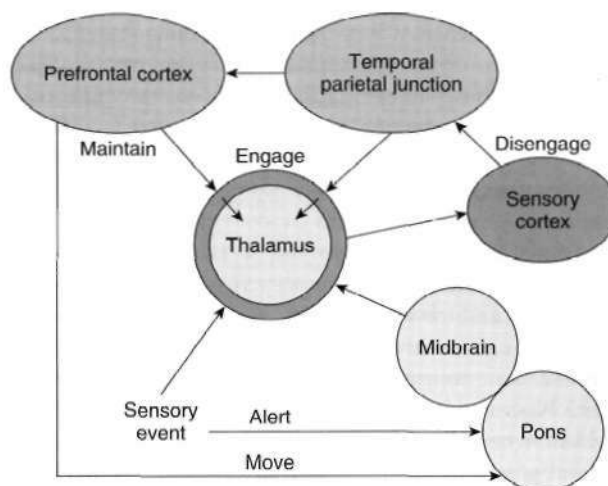 Prefrontal cortex
Temporal
parietal junction
Maintain
Engage
Disengage
Thalamus
Sensory
cortex
Midbrain
Sensory
event
Alert
Pons
Move